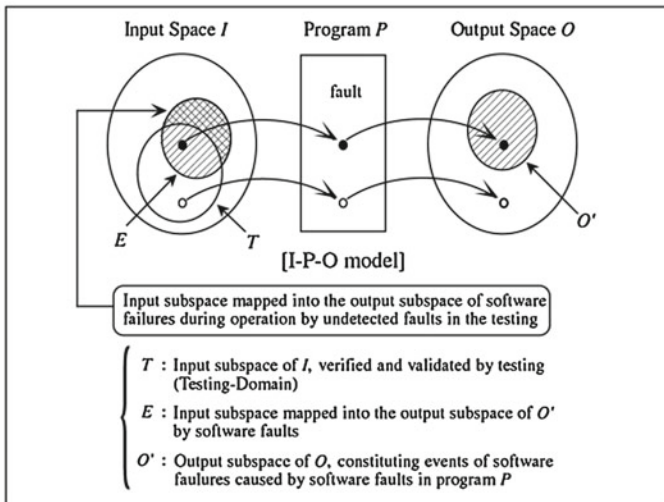 Input Space I Program P Output Space O
fault
E T O'
[I-P-O model]
Input subspace mapped into the output subspace of software
failures during operation by undetected faults in the testing
T : Input subspace of I, verified and validated by testing
(Testing-Domain)
E : Input subspace mapped into the output subspace of O'
by software faults
O' : Output subspace of O, constituting events of software
faulures caused by software faults in program P